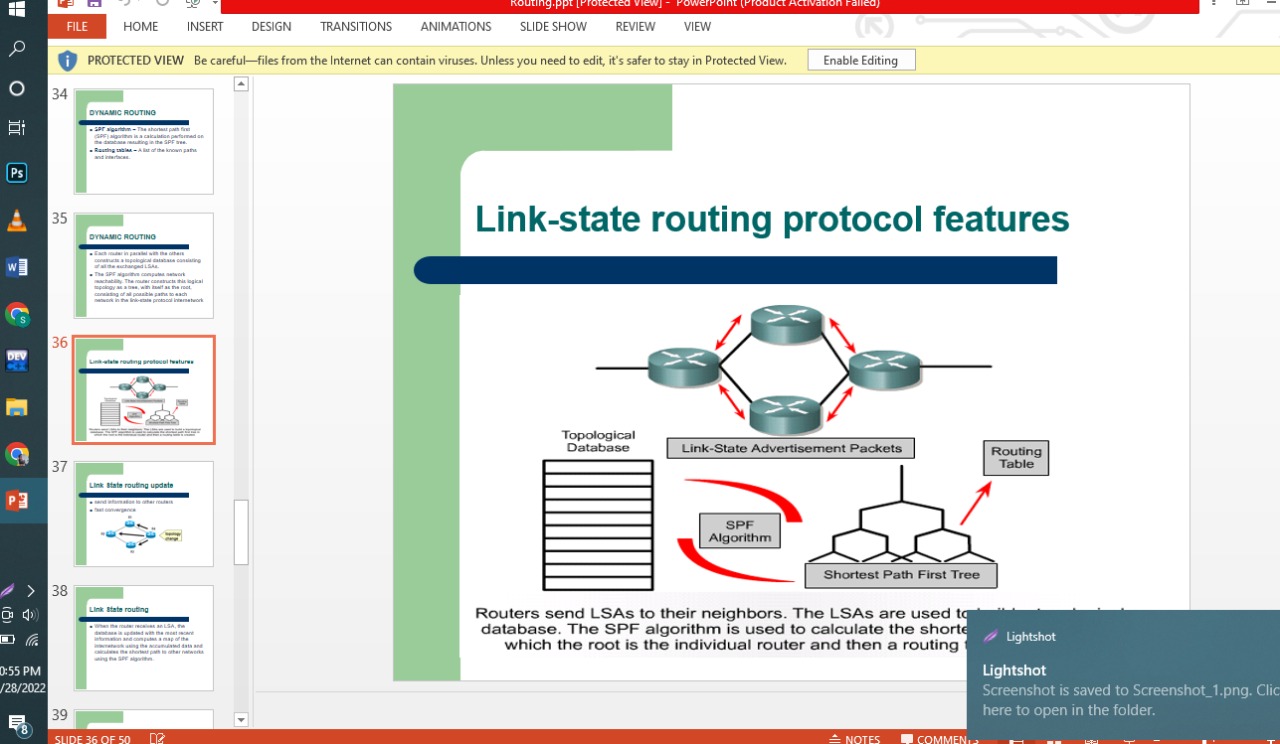 Routing.ppt [Protected View] - PowerPoint (Product Activation Failed)
FILE HOME INSERT DESIGN TRANSITIONS ANIMATIONS SLIDE SHOW REVIEW VIEW
PROTECTED VIEW Be careful—files from the Internet can contain viruses. Unless you need to edit, it's safer to stay in Protected View. Enable Editing
34
DYNAMIC ROUTING
SPF algorithm – The shortest path first
(SPF) algorithm is a calculation performed on
the database resulting in the SPF tree.
Routing tables – A list of the known paths
and interfaces.
35
DYNAMIC ROUTING
Each router in parallel with the others
constructs a topological database consisting
of all the exchanged LSAs.
The SPF algorithm computes network
reachability. The router constructs this logical
topology as a tree, with itself as the root,
consisting of all possible paths to each
network in the link-state protocol internetwork
36
Link-state routing protocol features
37
Link State routing update
send information to other routers
Fast convergence
topology
change
38
Link State routing
When the router receives an LSA, the
database is updated with the most recent
information and computes a map of the
internetwork using the accumulated data and
calculates the shortest path to other networks
using the SPF algorithm.
39
Link-state routing protocol features
Link-State Advertisement Packets
Topological
Database
SPF
Algorithm
Routing
Table
Shortest Path First Tree
Routers send LSAs to their neighbors. The LSAs are used to
database. The SPF algorithm is used to calculate the shorte
which the root is the individual router and then a routing
Lightshot
Lightshot
Screenshot is saved to Screenshot_1.png. Clic
here to open in the folder.
Ps
W
S
DEV
P
0:55 PM
/28/2022
8
SLIDE 36 OF 50 NOTES COMMENTS